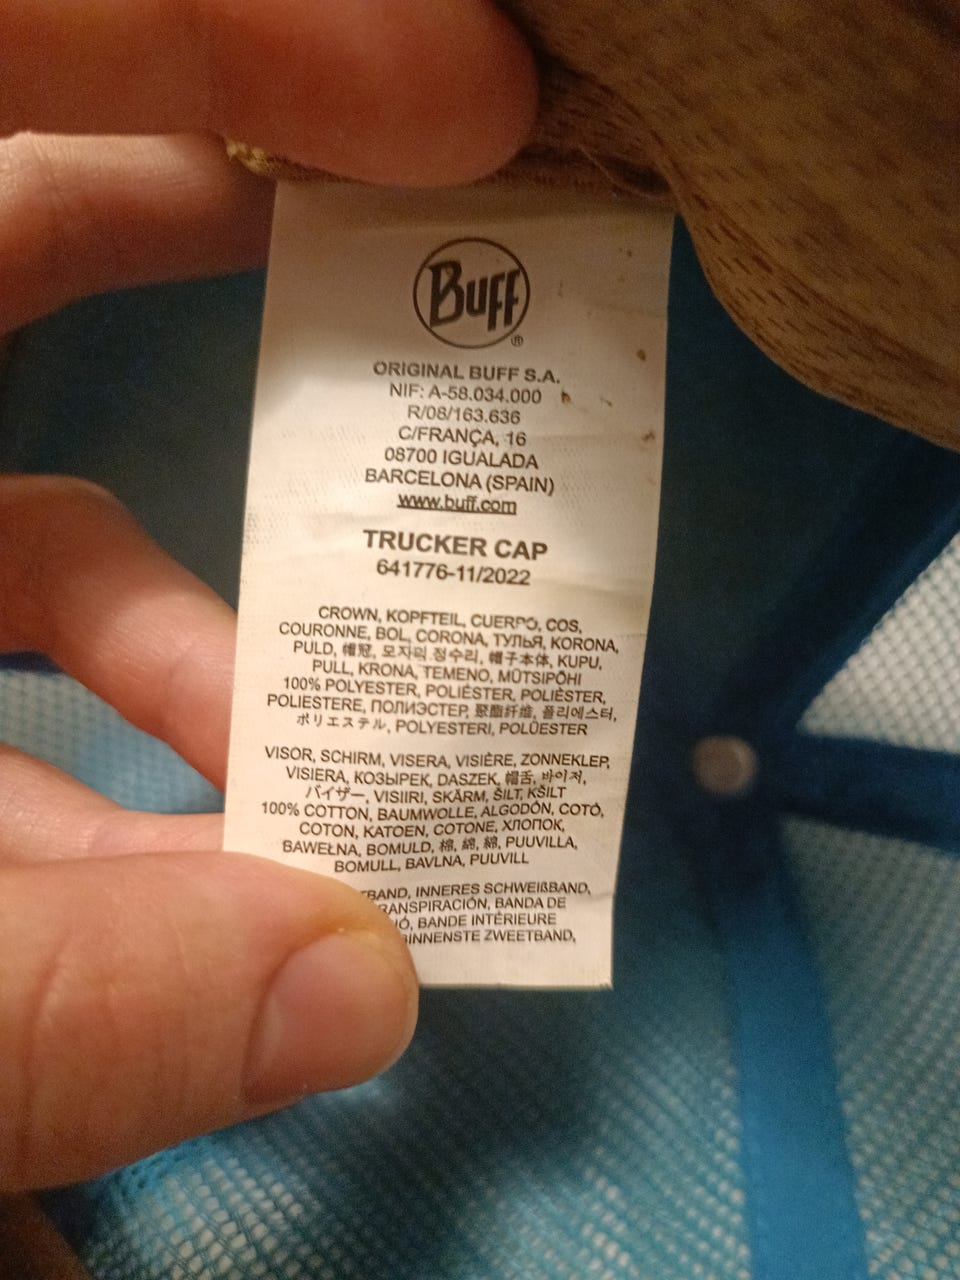 BUFF
®
ORIGINAL BUFF S.A.
NIF: A-58.034.000
R/08/163.636
C/FRANÇA, 16
08700 IGUALADA
BARCELONA (SPAIN)
www.buff.com
TRUCKER CAP
641776-11/2022
CROWN, KOPFTEIL, CUERPO, COS,
COURONNE, BOL, CORONA, ТУЛЬЯ, KORONA,
PULD, 帽冠, 모자의 정수리, 帽子本体, KUPU,
PULL, KRONA, TEMENO, MÜTSIPÕHI
100% POLYESTER, POLIÉSTER, POLIÈSTER,
POLIESTERE, ПОЛИЭСТЕР, 聚酯纤维, 폴리에스터,
ポリエステル, POLYESTERI, POLÜESTER
VISOR, SCHIRM, VISERA, VISIÈRE, ZONNEKLEP,
VISIERA, КОЗЫРЕК, DASZEK, 帽舌, 바이저,
バイザー, VISIIRI, SKÄRM, ŠILT, KŠILT
100% COTTON, BAUMWOLLE, ALGODÓN, COTÓ,
COTON, KATOEN, COTONE, ХЛОПОК,
BAWEŁNA, BOMULD, 棉, 綿, 綿, PUUVILLA,
BOMULL, BAVLNA, PUUVILL
TBAND, INNERES SCHWEIßBAND,
RANSPIRACIÓN, BANDA DE
IÓ, BANDE INTÉRIEURE
BINNENSTE ZWEETBAND,